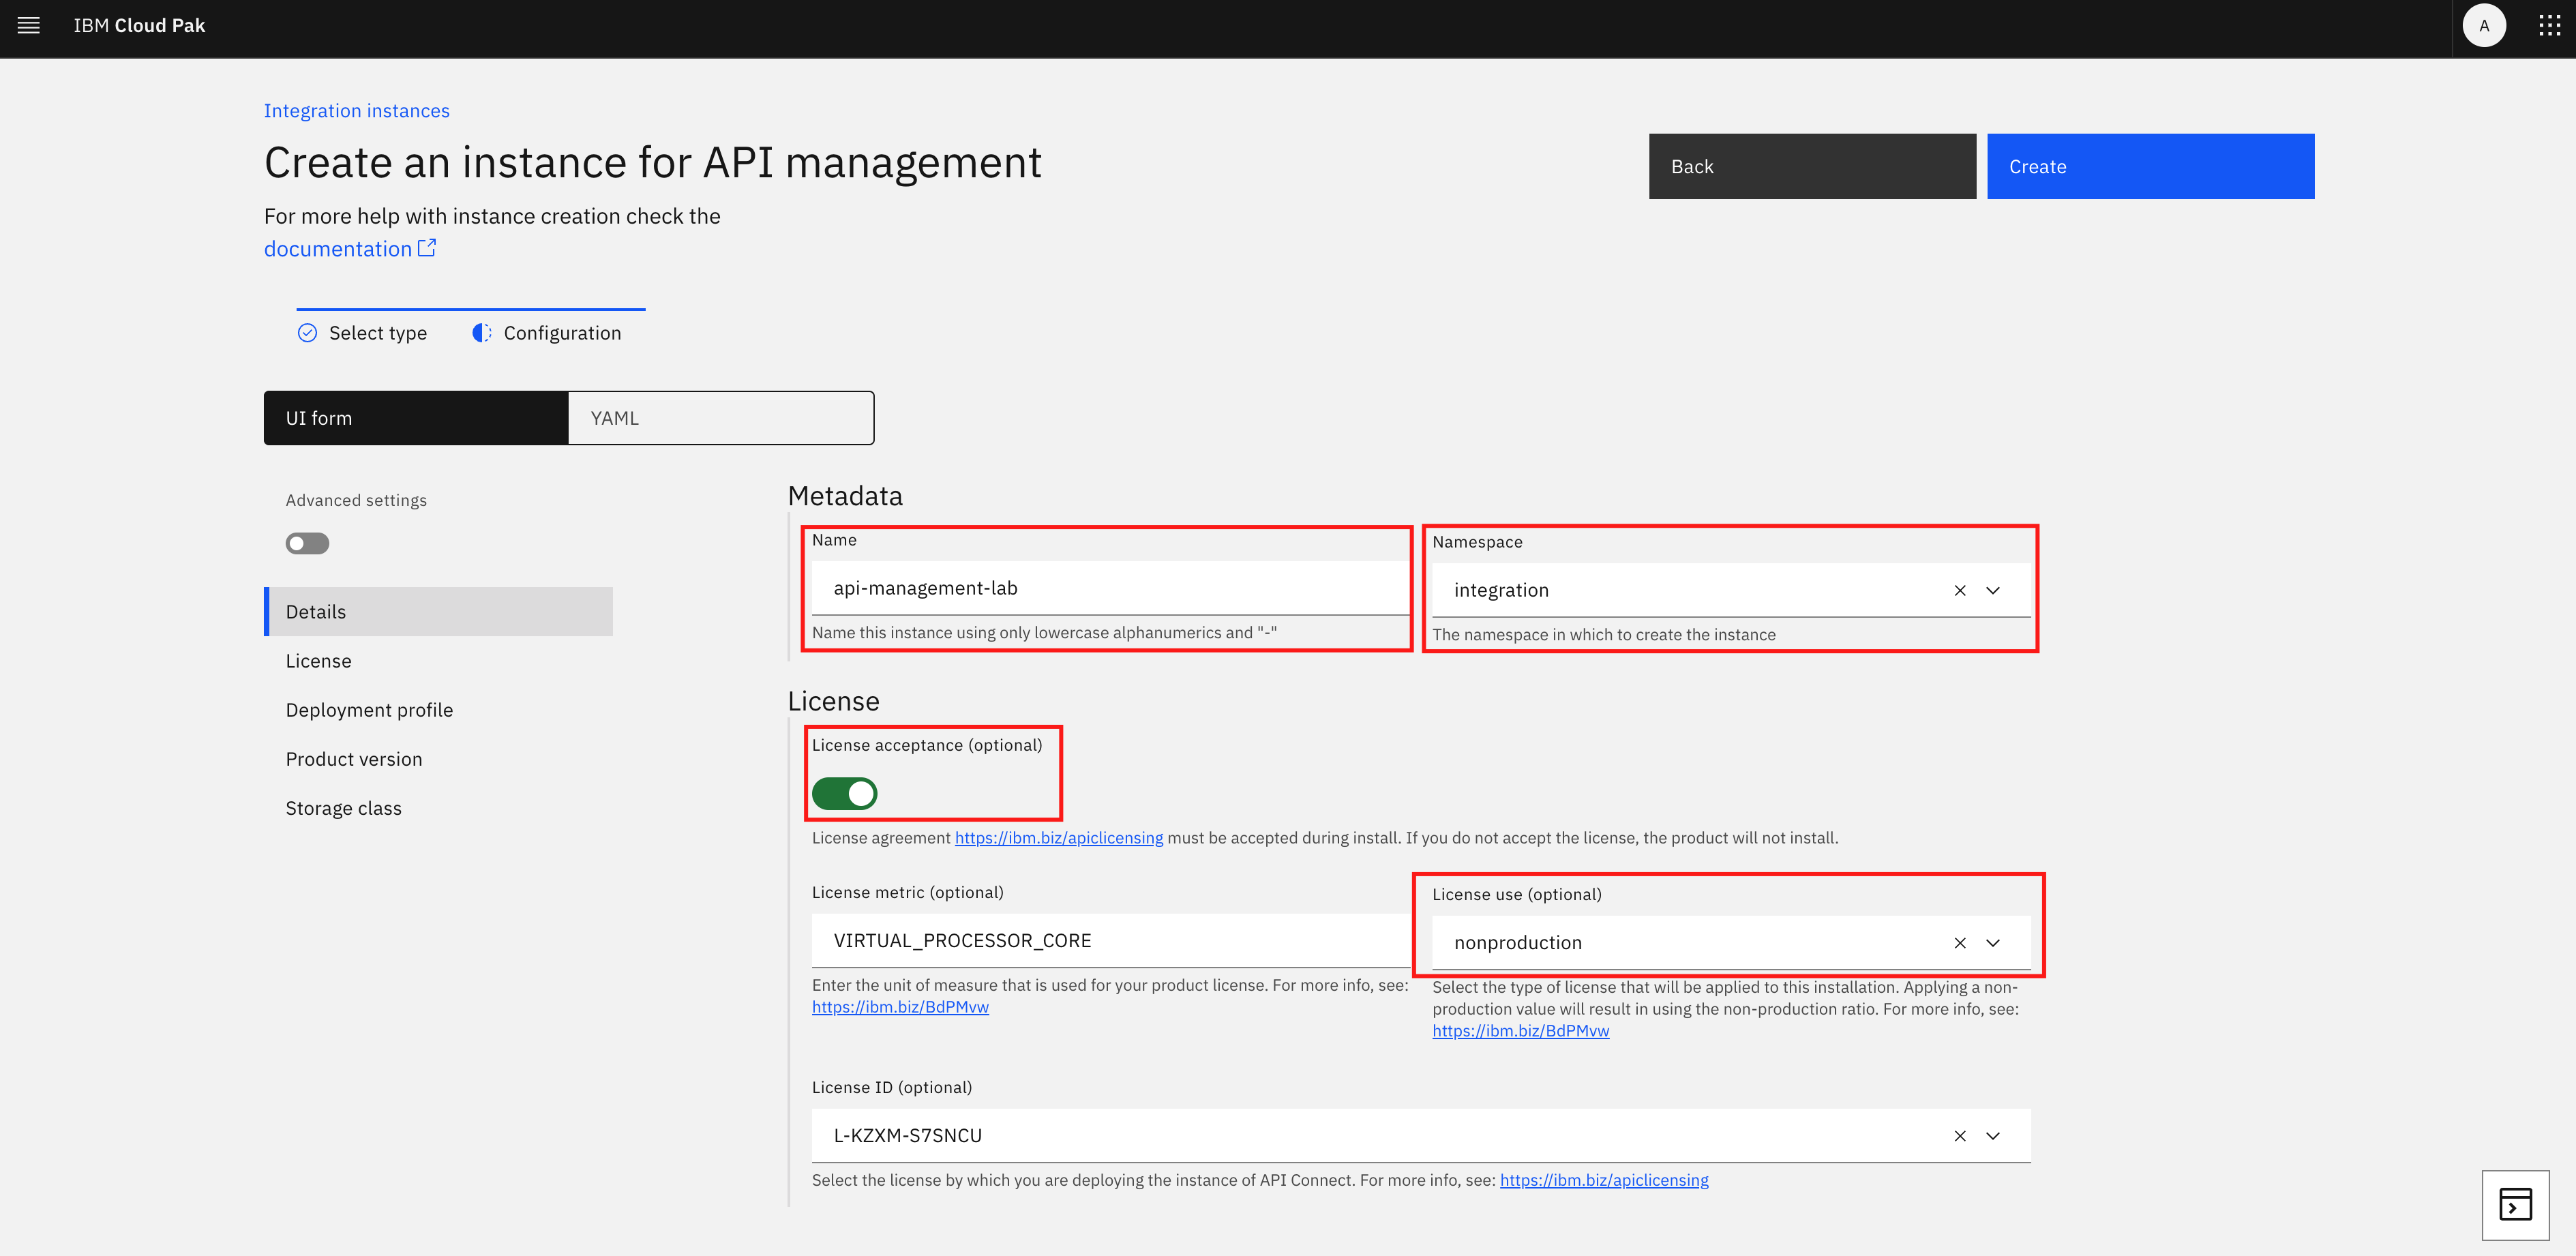 IBM Cloud Pak
A
Integration instances
Create an instance for API management
Back
Create
For more help with instance creation check the
documentation
Select type
Configuration
UI form
YAML
Advanced settings
Details
License
Deployment profile
Product version
Storage class
Metadata
Name
api-management-lab
Name this instance using only lowercase alphanumerics and "-"
Namespace
integration
The namespace in which to create the instance
License
License acceptance (optional)
License agreement https://ibm.biz/apiclicensing must be accepted during install. If you do not accept the license, the product will not install.
License metric (optional)
VIRTUAL_PROCESSOR_CORE
Enter the unit of measure that is used for your product license. For more info, see:
https://ibm.biz/BdPMvw
License use (optional)
nonproduction
Select the type of license that will be applied to this installation. Applying a non-
production value will result in using the non-production ratio. For more info, see:
https://ibm.biz/BdPMvw
License ID (optional)
L-KZXM-S7SNCU
Select the license by which you are deploying the instance of API Connect. For more info, see: https://ibm.biz/apiclicensing